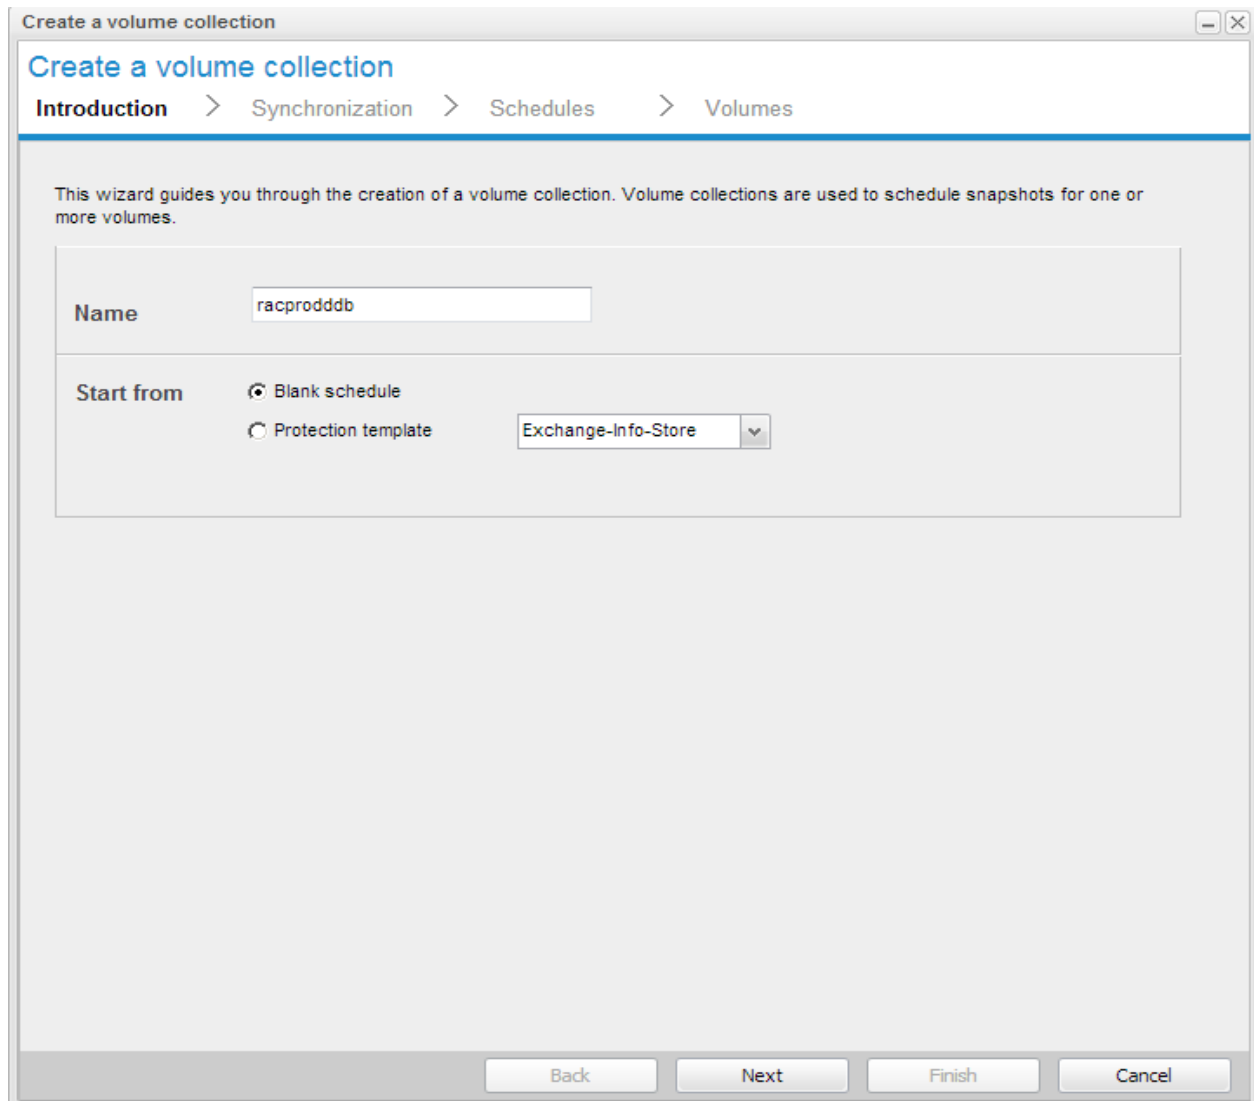 Create a volume collection
Create a volume collection
Introduction > Synchronization > Schedules > Volumes
This wizard guides you through the creation of a volume collection. Volume collections are used to schedule snapshots for one or
more volumes.
Name racprodddb
Start from Blank schedule
Protection template Exchange-Info-Store
Back Next Finish Cancel